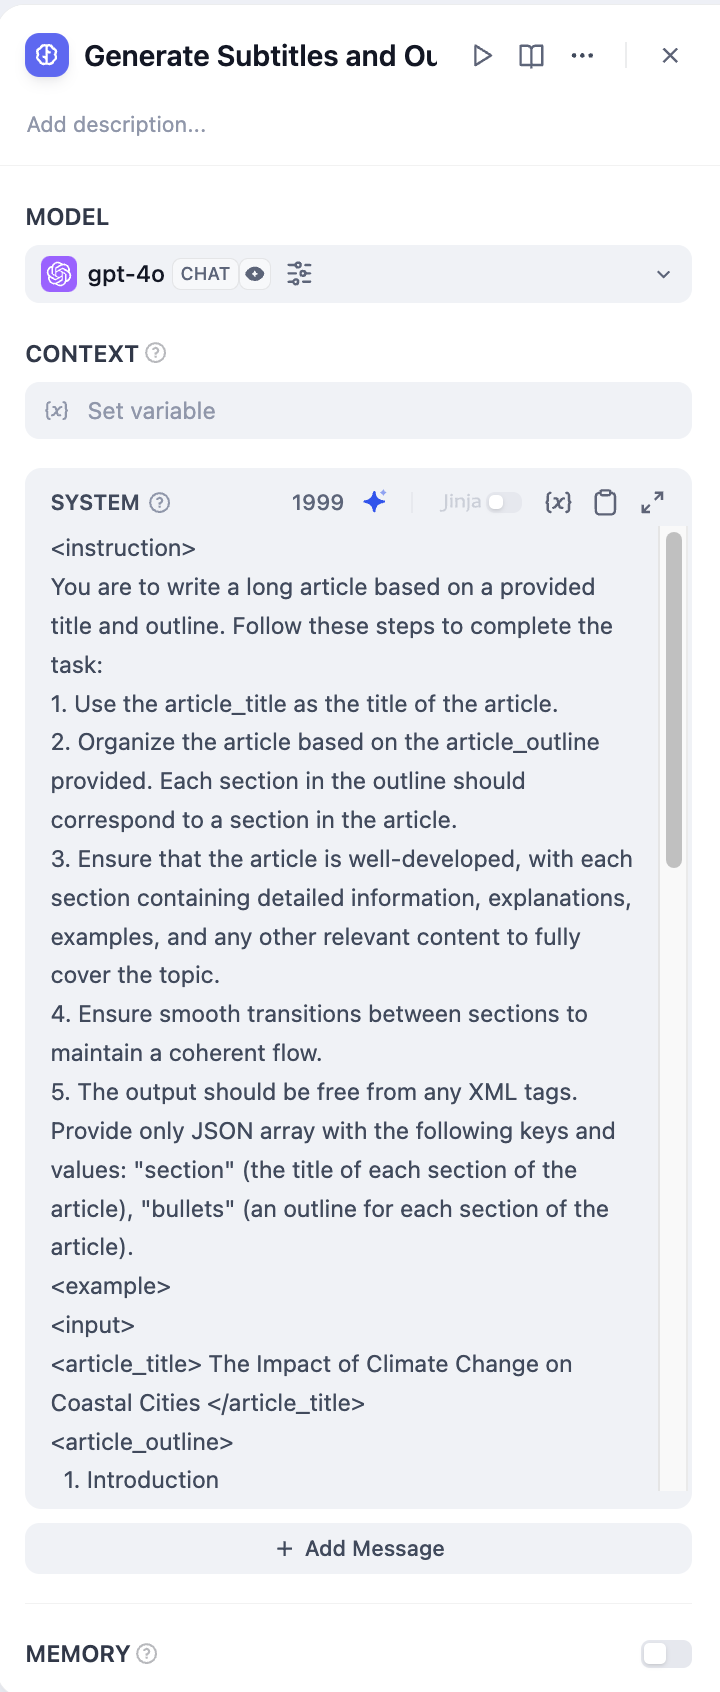 Generate Subtitles and Ou
Add description...
MODEL
gpt-4o CHAT
CONTEXT ?
{x} Set variable
SYSTEM ? 1999 Jinja {x}
<instruction>
You are to write a long article based on a provided
title and outline. Follow these steps to complete the
task:
1. Use the article_title as the title of the article.
2. Organize the article based on the article_outline
provided. Each section in the outline should
correspond to a section in the article.
3. Ensure that the article is well-developed, with each
section containing detailed information, explanations,
examples, and any other relevant content to fully
cover the topic.
4. Ensure smooth transitions between sections to
maintain a coherent flow.
5. The output should be free from any XML tags.
Provide only JSON array with the following keys and
values: "section" (the title of each section of the
article), "bullets" (an outline for each section of the
article).
<example>
<input>
<article_title> The Impact of Climate Change on
Coastal Cities </article_title>
<article_outline>
1. Introduction
+ Add Message
MEMORY ?